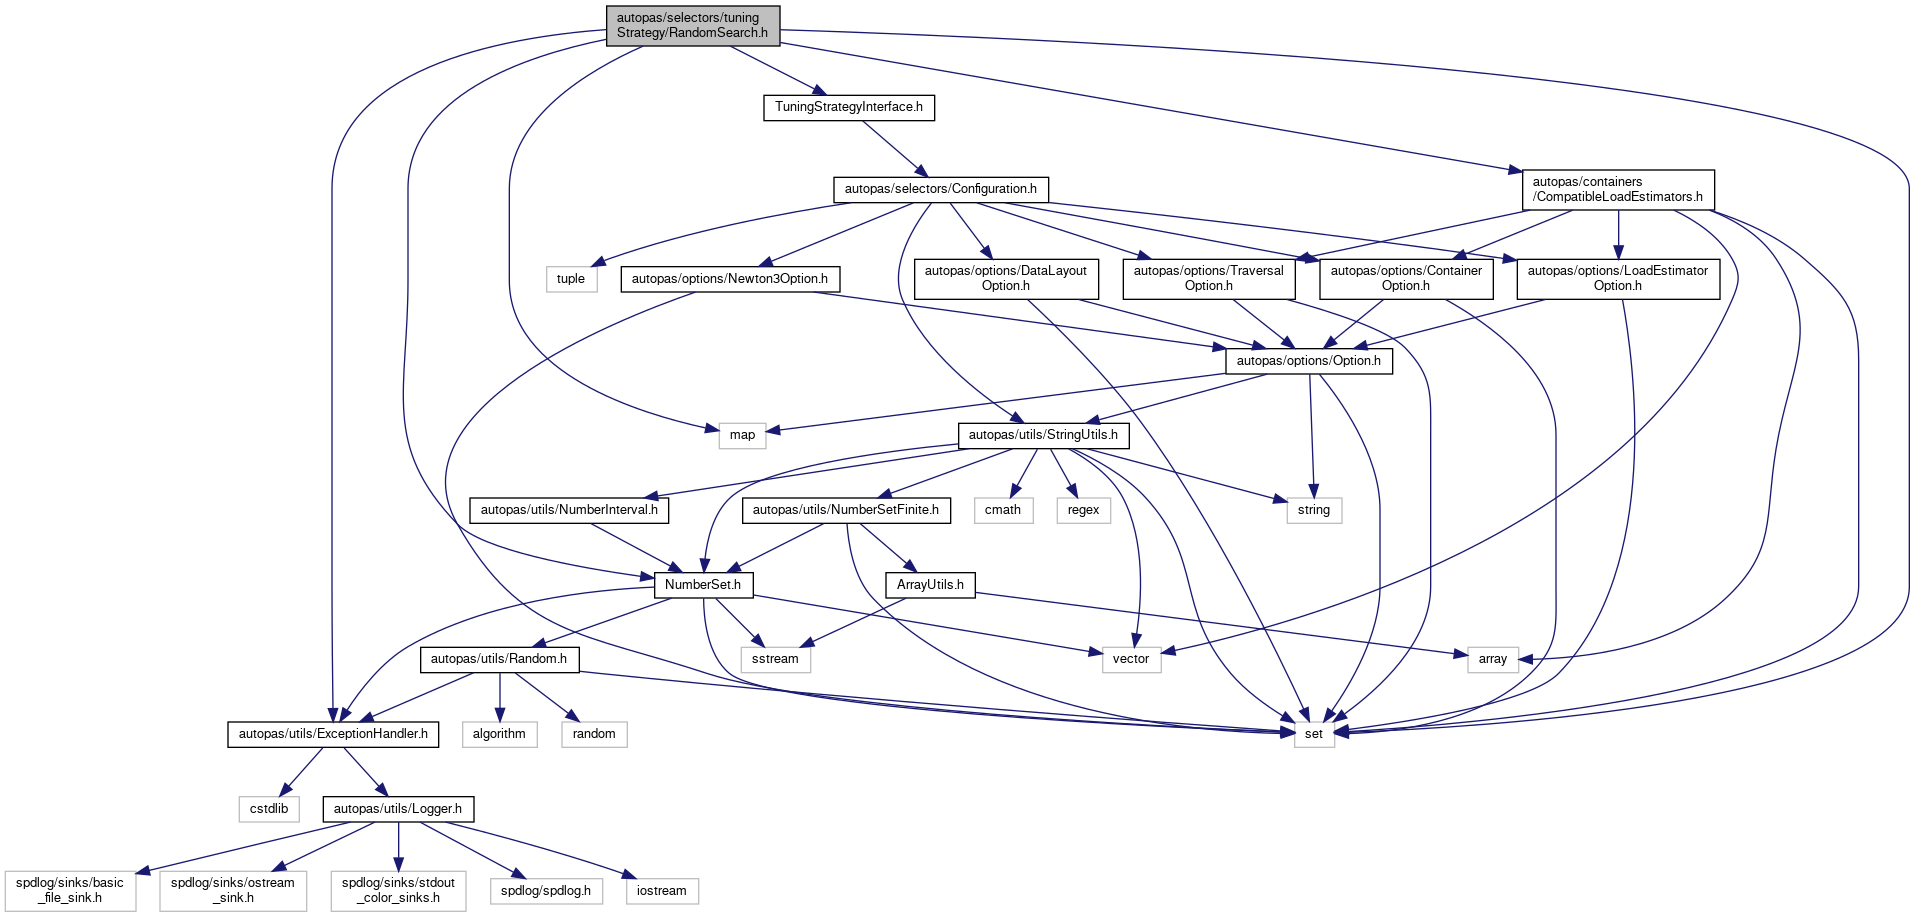 autopas/selectors/tuning
Strategy/RandomSearch.h
TuningStrategyInterface.h
autopas/selectors/Configuration.h
autopas/containers
/CompatibleLoadEstimators.h
tuple
autopas/options/Newton3Option.h
autopas/options/DataLayout
Option.h
autopas/options/Traversal
Option.h
autopas/options/Container
Option.h
autopas/options/LoadEstimator
Option.h
autopas/options/Option.h
map
autopas/utils/StringUtils.h
autopas/utils/NumberInterval.h
autopas/utils/NumberSetFinite.h
cmath
regex
string
NumberSet.h
ArrayUtils.h
autopas/utils/Random.h
sstream
vector
array
autopas/utils/ExceptionHandler.h
algorithm
random
set
cstdlib
autopas/utils/Logger.h
spdlog/sinks/basic
_file_sink.h
spdlog/sinks/ostream
_sink.h
spdlog/sinks/stdout
_color_sinks.h
spdlog/spdlog.h
iostream